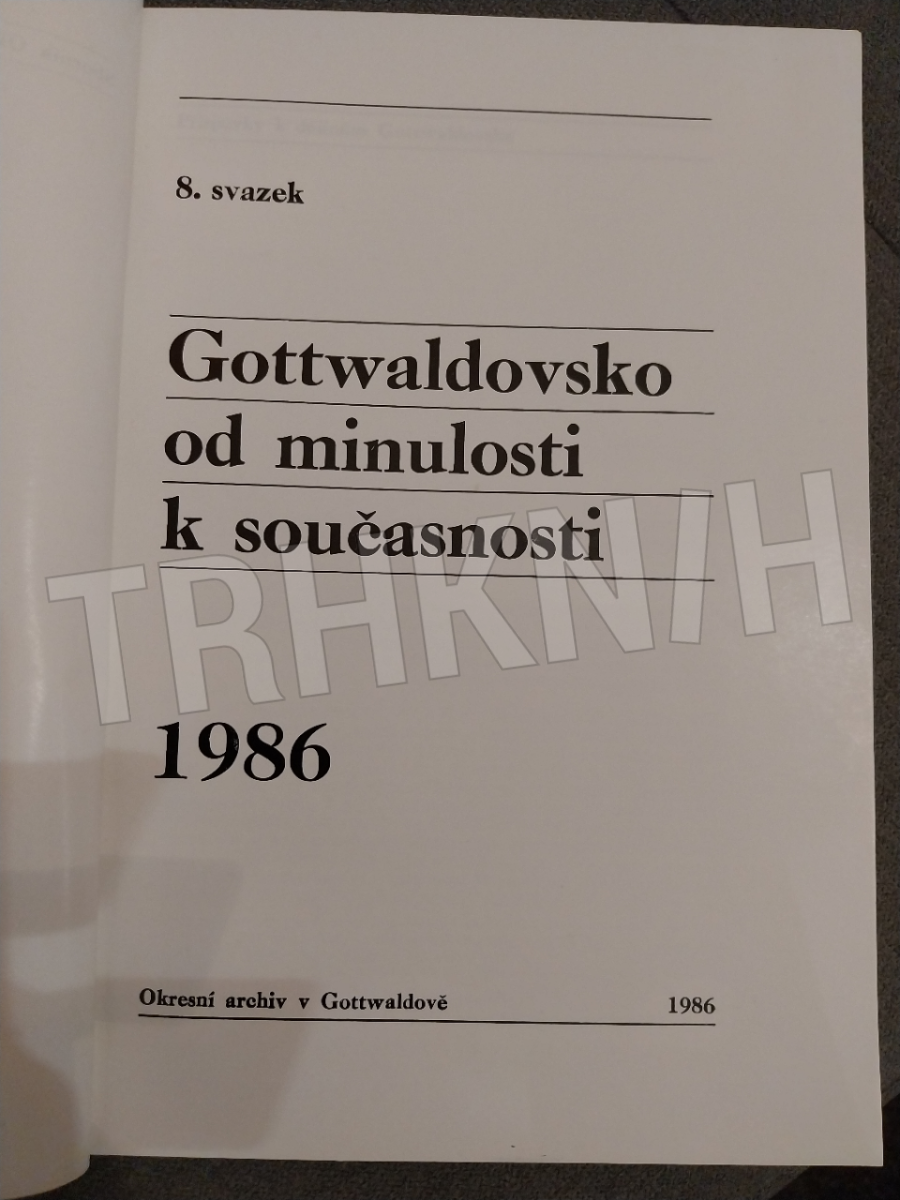 8. svazek
Gottwaldovsko
od minulosti
k současnosti
TRHKNIH
1986
Okresní archiv v Gottwaldově 1986